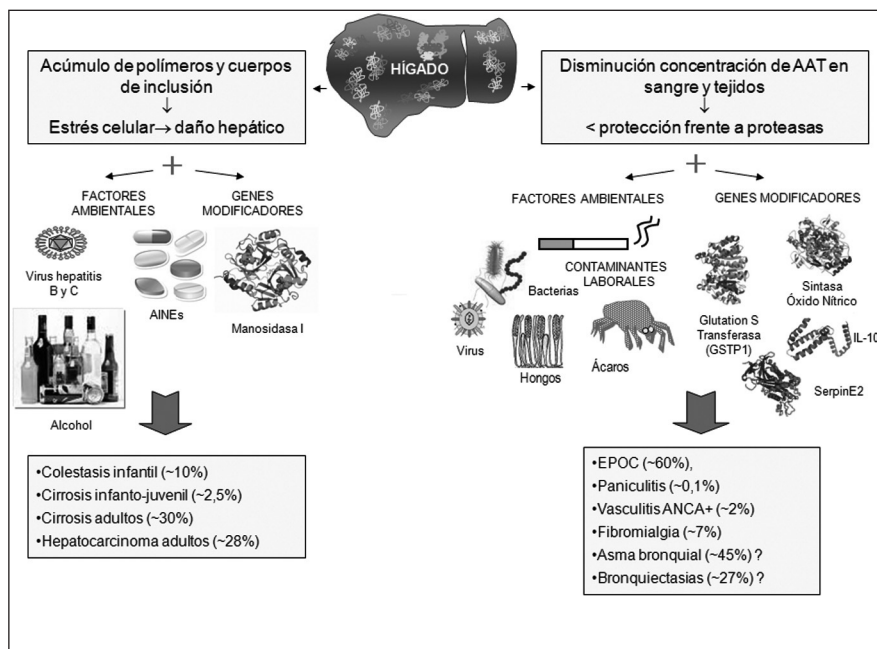 HÍGADO
Acúmulo de polímeros y cuerpos
de inclusión
↓
Estrés celular→ daño hepático
+
FACTORES
AMBIENTALES
GENES
MODIFICADORES
Virus hepatitis
B y C
AINEs
Manosidasa I
Alcohol
•Colestasis infantil (~10%)
•Cirrosis infanto-juvenil (~2,5%)
•Cirrosis adultos (~30%)
•Hepatocarcinoma adultos (~28%)
Disminución concentración de AAT en
sangre y tejidos
↓
< protección frente a proteasas
+
FACTORES AMBIENTALES
GENES MODIFICADORES
CONTAMINANTES
LABORALES
Bacterias
Virus
Hongos
Ácaros
Glutation S
Transferasa
(GSTP1)
Sintasa
Óxido Nítrico
IL-10
SerpinE2
•EPOC (~60%),
•Paniculitis (~0,1%)
•Vasculitis ANCA+ (~2%)
•Fibromialgia (~7%)
•Asma bronquial (~45%) ?
•Bronquiectasias (~27%) ?